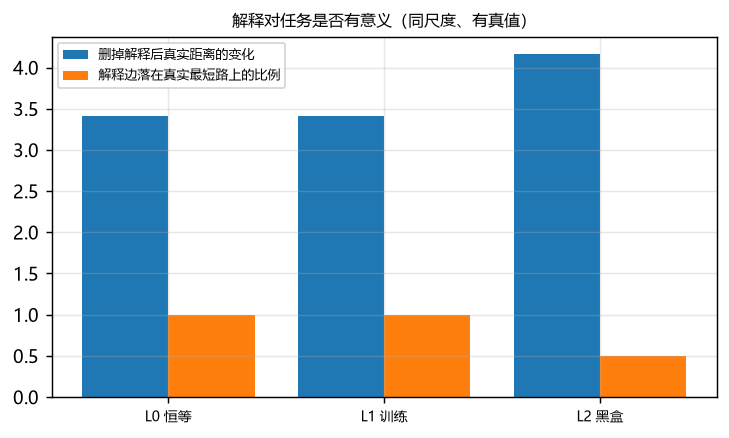 解释对任务是否有意义（同尺度、有真值）
删掉解释后真实距离的变化
解释边落在真实最短路上的比例
4.0
3.5
3.0
2.5
2.0
1.5
1.0
0.5
0.0
L0 恒等
L1 训练
L2 黑盒